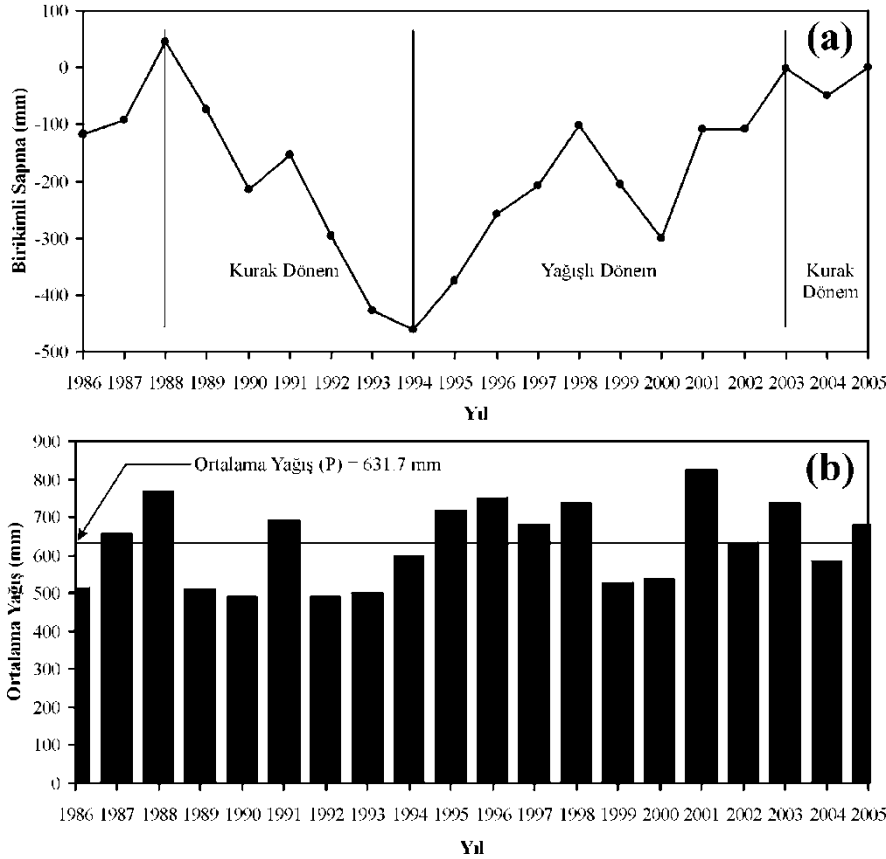 (a)
100
0
-100
-200
-300
-400
-500
Birikimli Sapma (mm)
Kurak Dönem
Yağışlı Dönem
Kurak
Dönem
1986 1987 1988 1989 1990 1991 1992 1993 1994 1995 1996 1997 1998 1999 2000 2001 2002 2003 2004 2005
Yıl
(b)
900
800
700
600
500
400
300
200
100
0
Ortalama Yağış (mm)
Ortalama Yağış (P) = 631.7 mm
1986 1987 1988 1989 1990 1991 1992 1993 1994 1995 1996 1997 1998 1999 2000 2001 2002 2003 2004 2005
Yıl